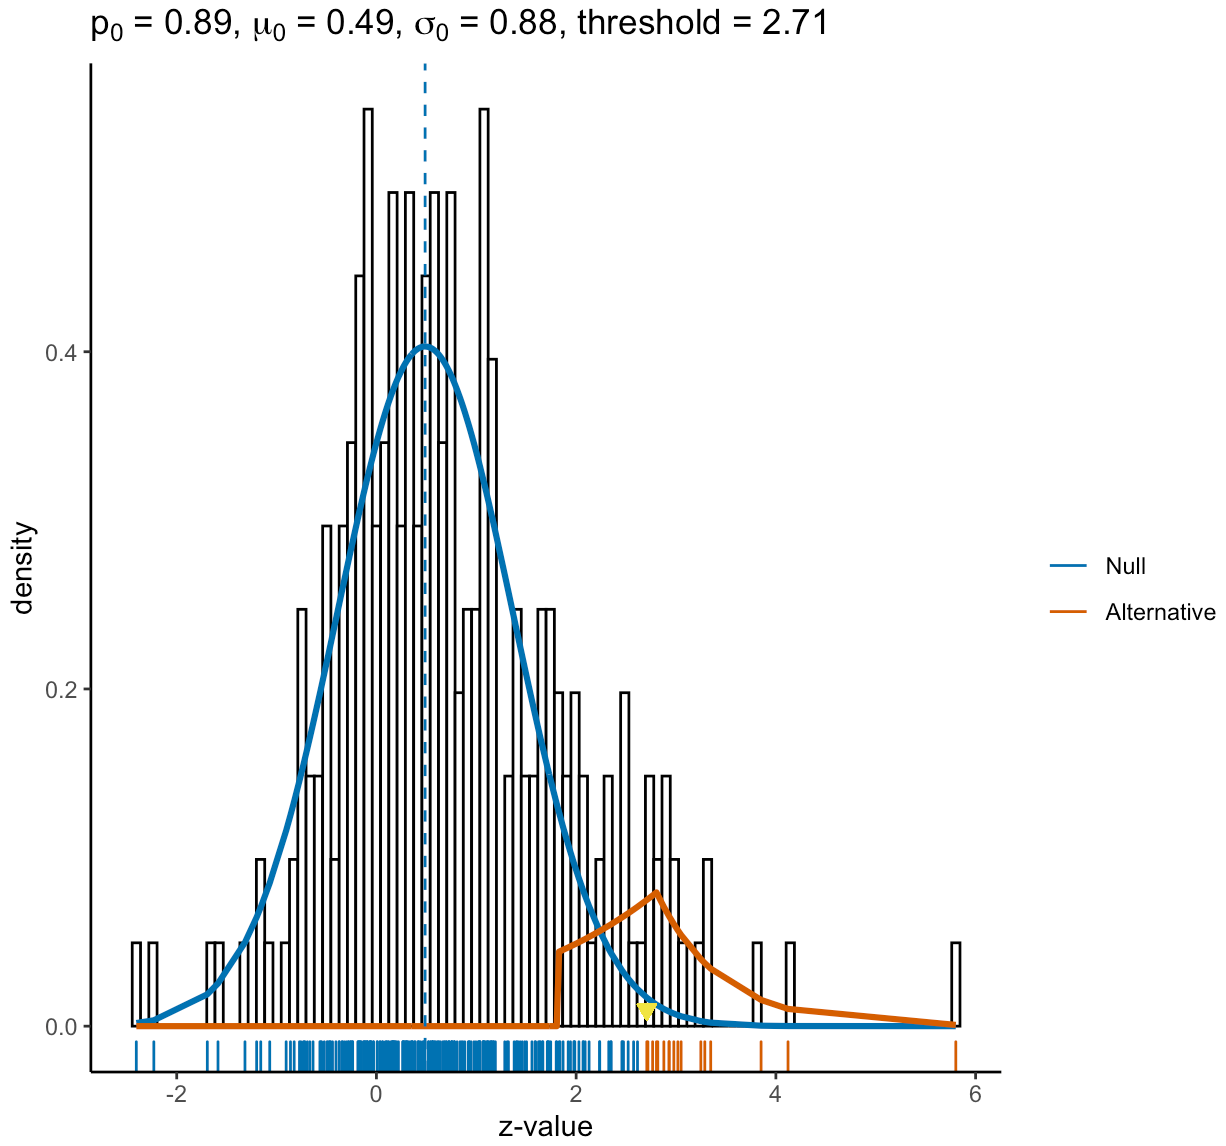 p₀ = 0.89, μ₀ = 0.49, σ₀ = 0.88, threshold = 2.71
density
0.4
0.2
0.0
-2 0 2 4 6
z-value
Null
Alternative